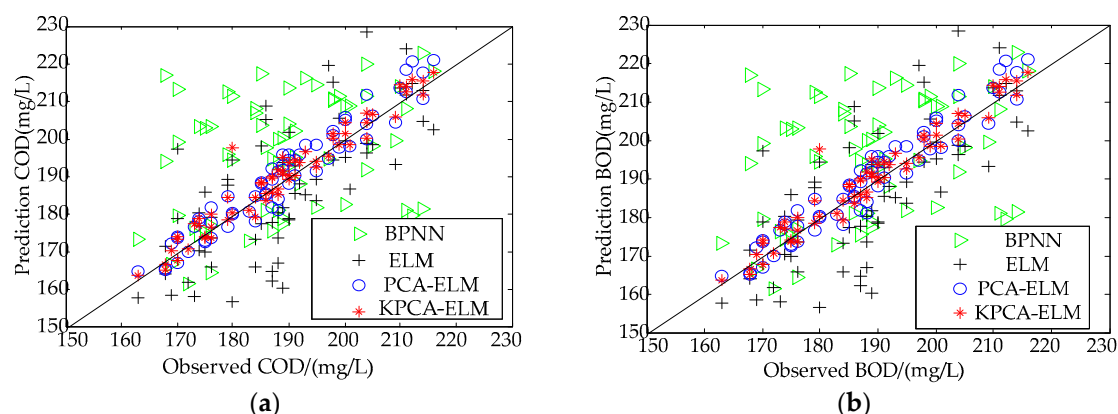 230
220
210
200
190
180
170
160
150
Prediction COD(mg/L)
BPNN
ELM
PCA-ELM
KPCA-ELM
150 160 170 180 190 200 210 220 230
Observed COD/(mg/L)
(a)
230
220
210
200
190
180
170
160
150
Prediction BOD(mg/L)
BPNN
ELM
PCA-ELM
KPCA-ELM
150 160 170 180 190 200 210 220 230
Observed BOD/(mg/L)
(b)